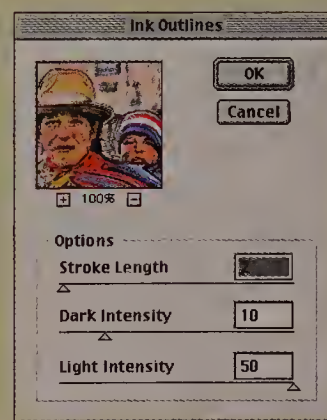 Ink Outlines
OK
Cancel
+ 100% -
Options
Stroke Length
Dark Intensity 10
Light Intensity 50